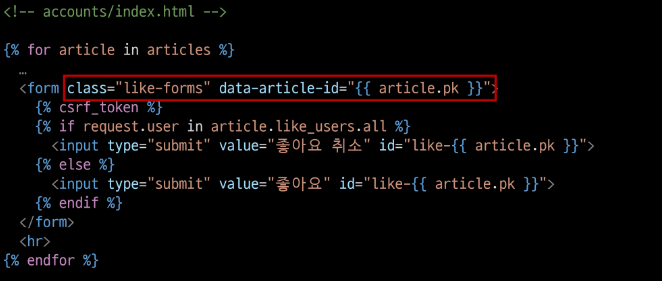 <!-- accounts/index.html -->
{% for article in articles %}
…
<form class="like-forms" data-article-id="{{ article.pk }}">
{% csrf_token %}
{% if request.user in article.like_users.all %}
<input type="submit" value="좋아요 취소" id="like-{{ article.pk }}">
{% else %}
<input type="submit" value="좋아요" id="like-{{ article.pk }}">
{% endif %}
</form>
<hr>
{% endfor %}